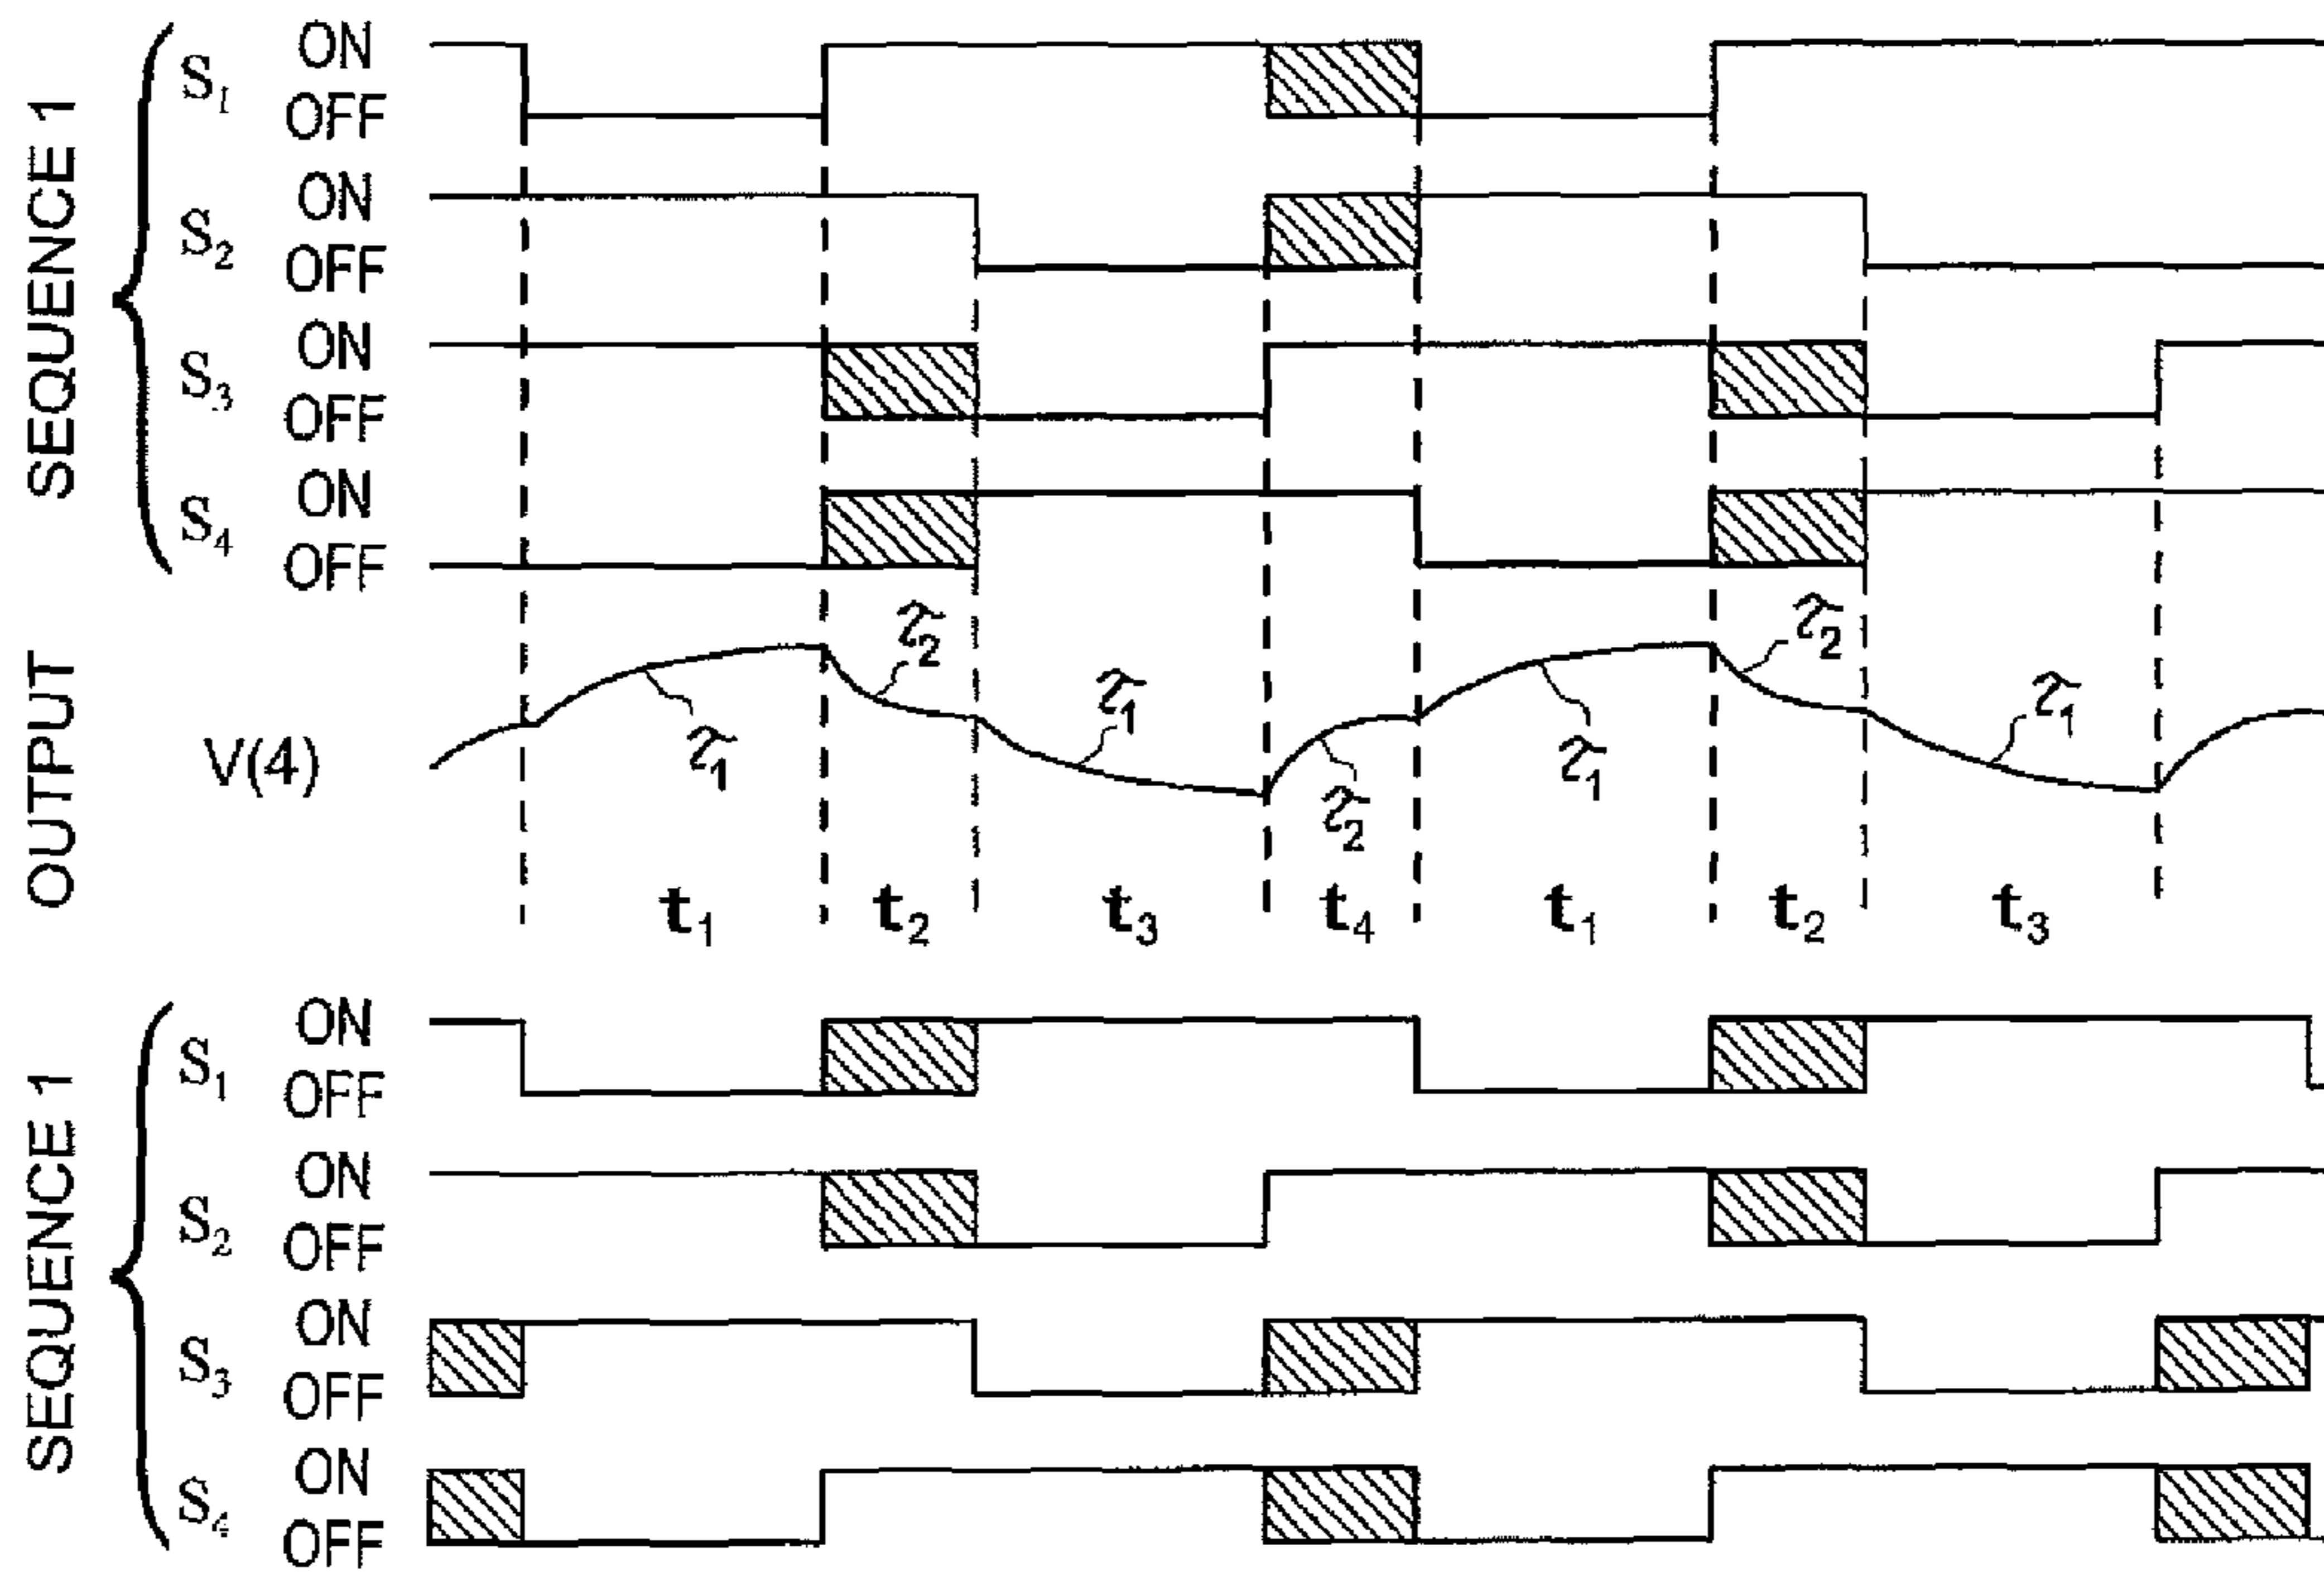 SEQUENCE 1
S1 ON
OFF
S2 ON
OFF
S3 ON
OFF
S4 ON
OFF
OUTPUT
V(4)
τ1
τ2
τ1
τ2
τ1
τ2
τ1
t1 t2 t3 t4 t1 t2 t3
SEQUENCE 1
S1 ON
OFF
S2 ON
OFF
S3 ON
OFF
S4 ON
OFF